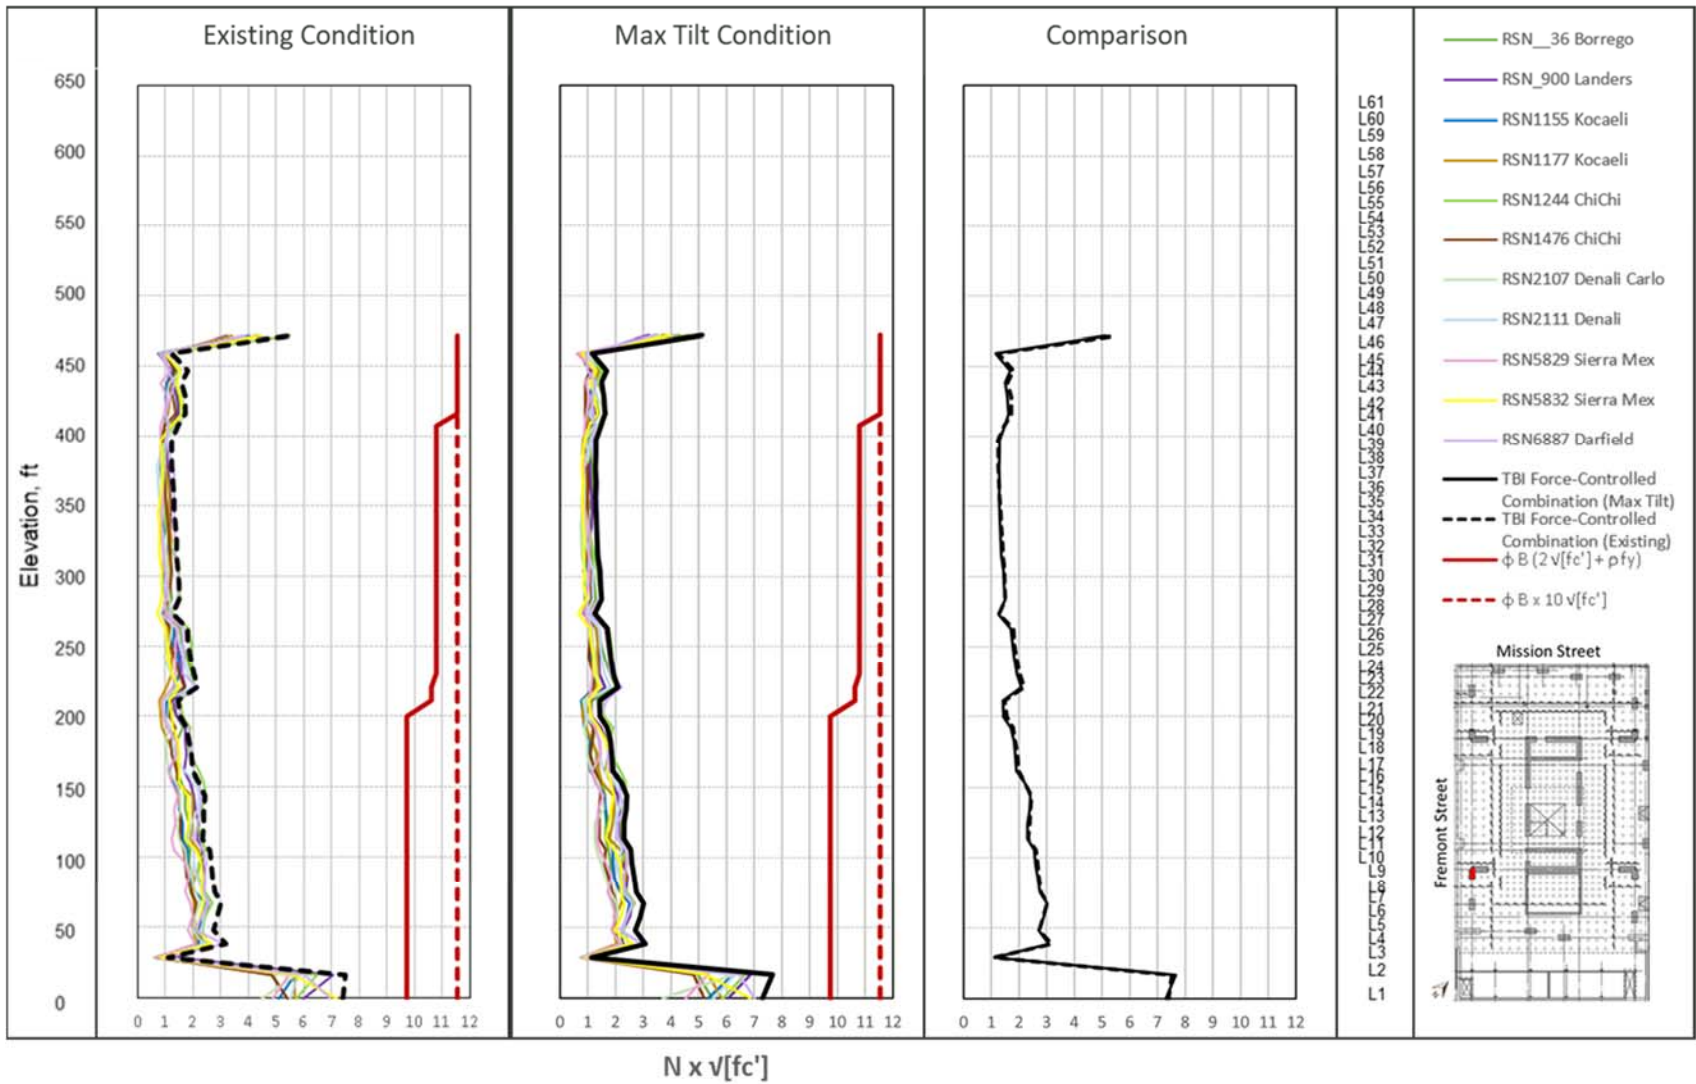 Existing Condition
Max Tilt Condition
Comparison
Elevation, ft
650
600
550
500
450
400
350
300
250
200
150
100
50
0
0 1 2 3 4 5 6 7 8 9 10 11 12
0 1 2 3 4 5 6 7 8 9 10 11 12
0 1 2 3 4 5 6 7 8 9 10 11 12
N x √[fc']
L61
L60
L59
L58
L57
L56
L55
L54
L53
L52
L51
L50
L49
L48
L47
L46
L45
L44
L43
L42
L41
L40
L39
L38
L37
L36
L35
L34
L33
L32
L31
L30
L29
L28
L27
L26
L25
L24
L23
L22
L21
L20
L19
L18
L17
L16
L15
L14
L13
L12
L11
L10
L9
L8
L7
L6
L5
L4
L3
L2
L1
RSN__36 Borrego
RSN_900 Landers
RSN1155 Kocaeli
RSN1177 Kocaeli
RSN1244 ChiChi
RSN1476 ChiChi
RSN2107 Denali Carlo
RSN2111 Denali
RSN5829 Sierra Mex
RSN5832 Sierra Mex
RSN6887 Darfield
TBI Force-Controlled
Combination (Max Tilt)
TBI Force-Controlled
Combination (Existing)
ϕ B (2 √[fc'] + ρfy)
ϕ B x 10 √[fc']
Mission Street
Fremont Street